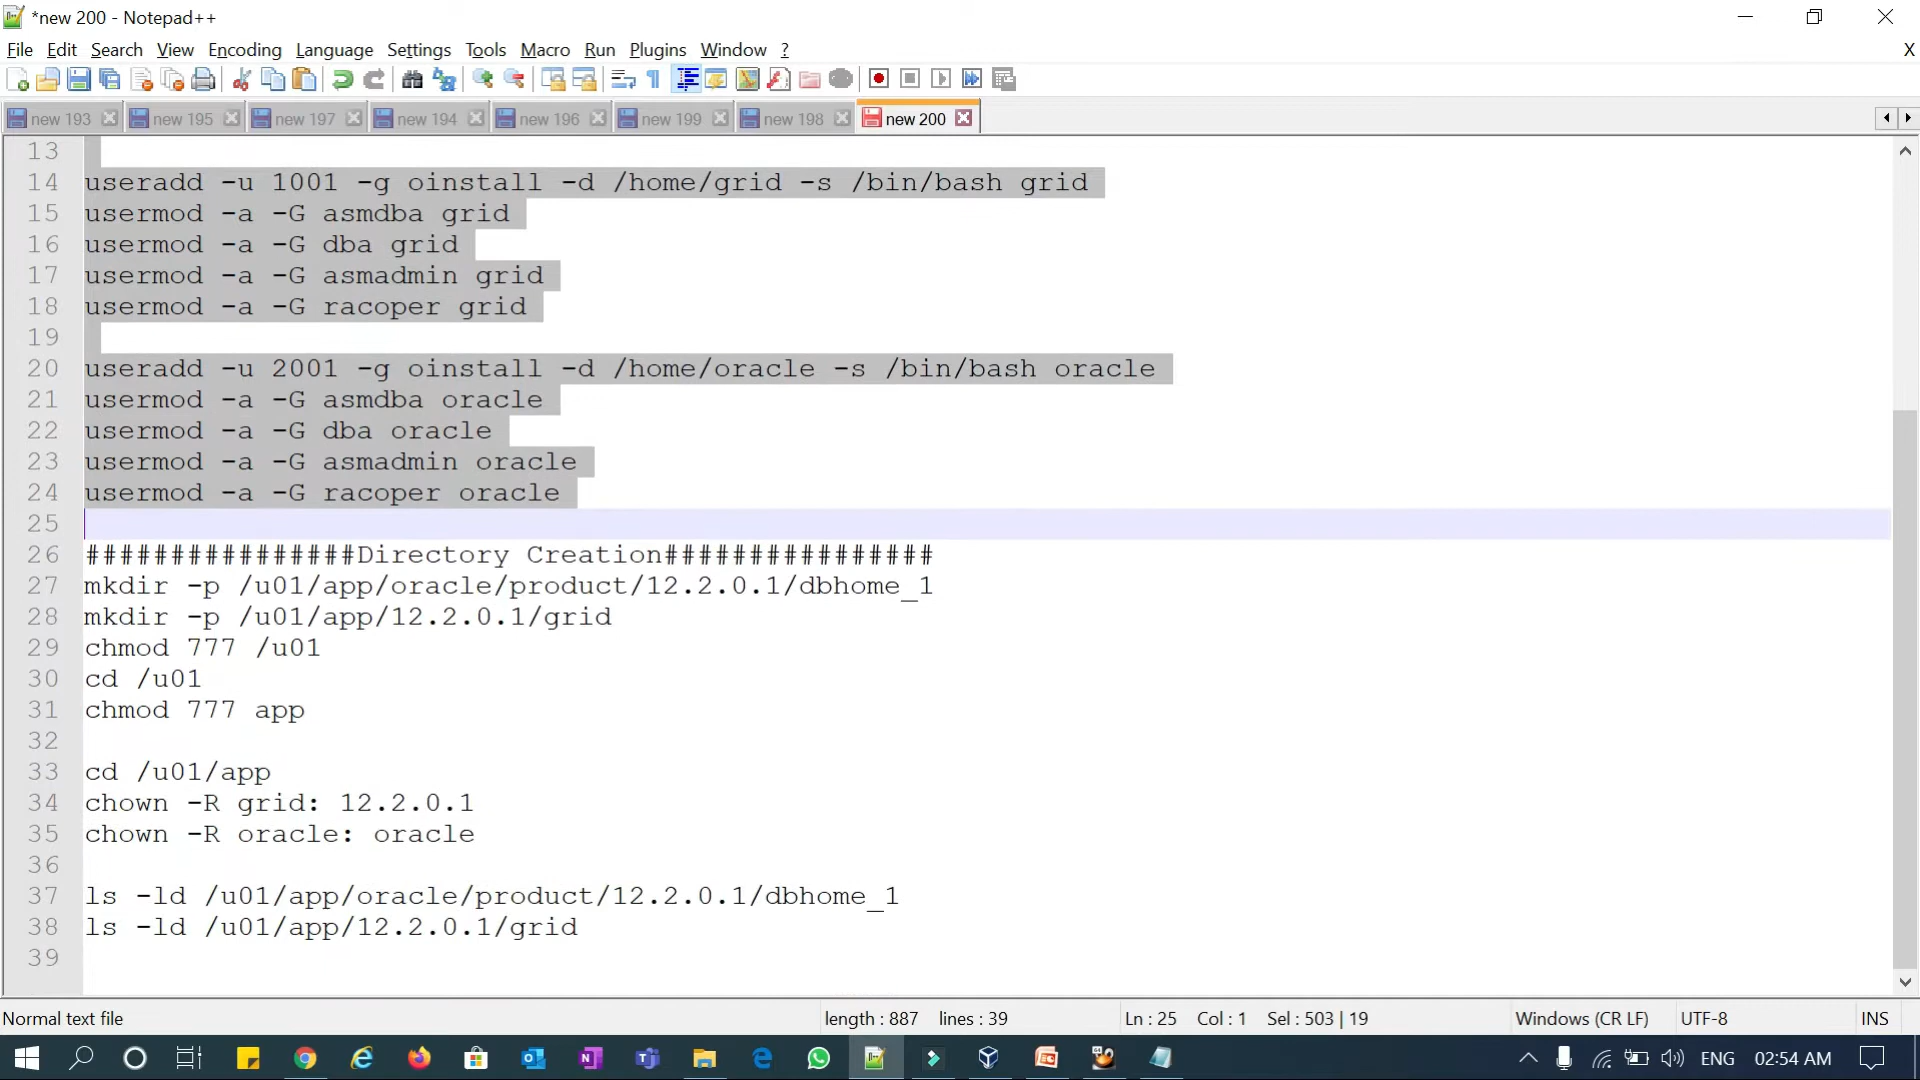 *new 200 - Notepad++
File Edit Search View Encoding Language Settings Tools Macro Run Plugins Window ? X
new 193 new 195 new 197 new 194 new 196 new 199 new 198 new 200
13
14 useradd -u 1001 -g oinstall -d /home/grid -s /bin/bash grid
15 usermod -a -G asmdba grid
16 usermod -a -G dba grid
17 usermod -a -G asmadmin grid
18 usermod -a -G racoper grid
19
20 useradd -u 2001 -g oinstall -d /home/oracle -s /bin/bash oracle
21 usermod -a -G asmdba oracle
22 usermod -a -G dba oracle
23 usermod -a -G asmadmin oracle
24 usermod -a -G racoper oracle
25
26 ################Directory Creation################
27 mkdir -p /u01/app/oracle/product/12.2.0.1/dbhome_1
28 mkdir -p /u01/app/12.2.0.1/grid
29 chmod 777 /u01
30 cd /u01
31 chmod 777 app
32
33 cd /u01/app
34 chown -R grid: 12.2.0.1
35 chown -R oracle: oracle
36
37 ls -ld /u01/app/oracle/product/12.2.0.1/dbhome_1
38 ls -ld /u01/app/12.2.0.1/grid
39
Normal text file length : 887 lines : 39 Ln : 25 Col : 1 Sel : 503 | 19 Windows (CR LF) UTF-8 INS
ENG 02:54 AM